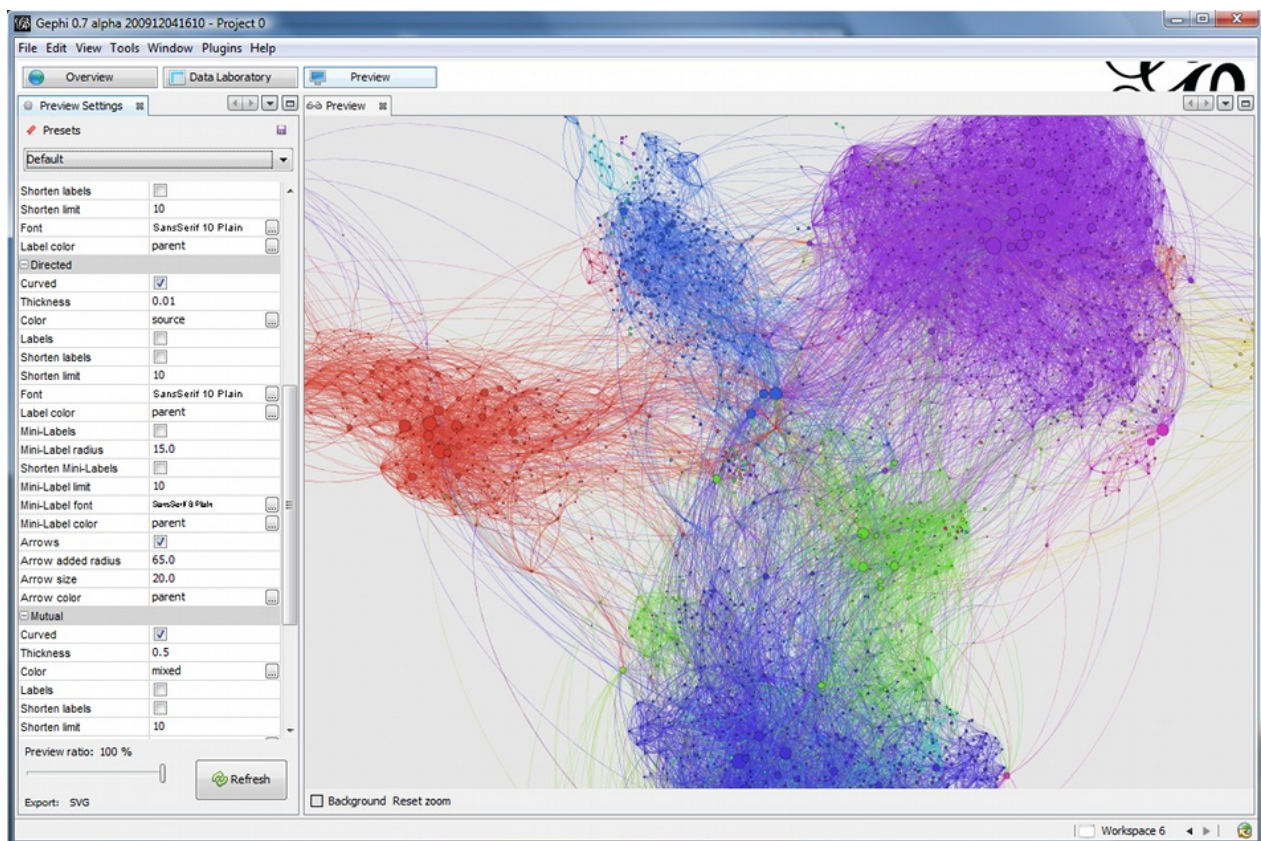 Gephi 0.7 alpha 200912041610 - Project 0
File Edit View Tools Window Plugins Help
Overview Data Laboratory Preview
Preview Settings Preview
Presets
Default
Shorten labels
Shorten limit 10
Font SansSerif 10 Plain ...
Label color parent ...
Directed
Curved
Thickness 0.01
Color source ...
Labels
Shorten labels
Shorten limit 10
Font SansSerif 10 Plain ...
Label color parent ...
Mini-Labels
Mini-Label radius 15.0
Shorten Mini-Labels
Mini-Label limit 10
Mini-Label font SansSerif 8 Plain ...
Mini-Label color parent ...
Arrows
Arrow added radius 65.0
Arrow size 20.0
Arrow color parent ...
Mutual
Curved
Thickness 0.5
Color mixed ...
Labels
Shorten labels
Shorten limit 10
Preview ratio: 100 %
Refresh
Export: SVG
Background Reset zoom
Workspace 6